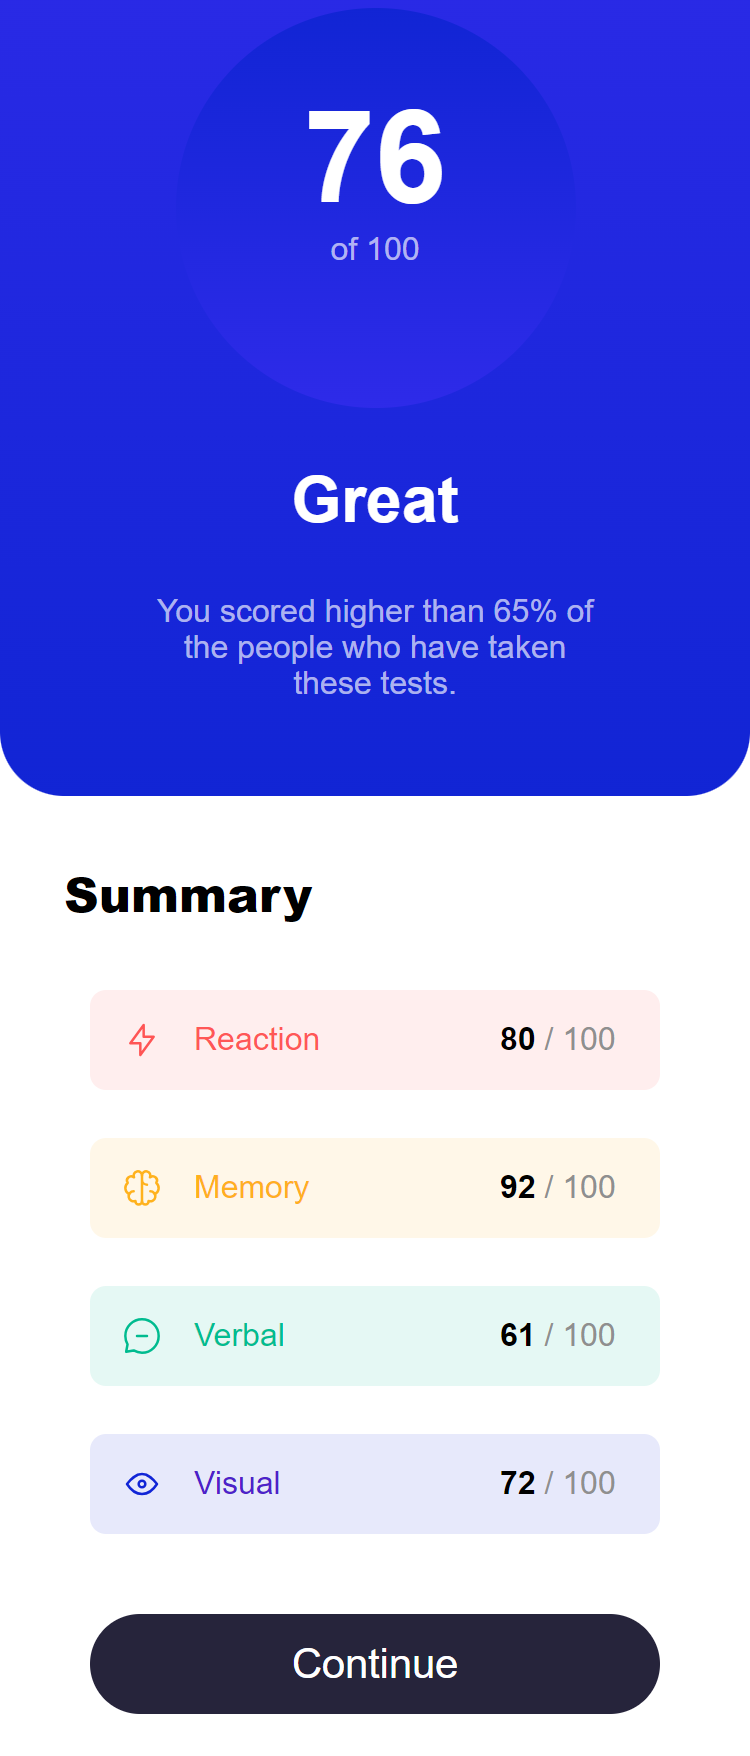 76
of 100
Great
You scored higher than 65% of
the people who have taken
these tests.
Summary
Reaction 80 / 100
Memory 92 / 100
Verbal 61 / 100
Visual 72 / 100
Continue